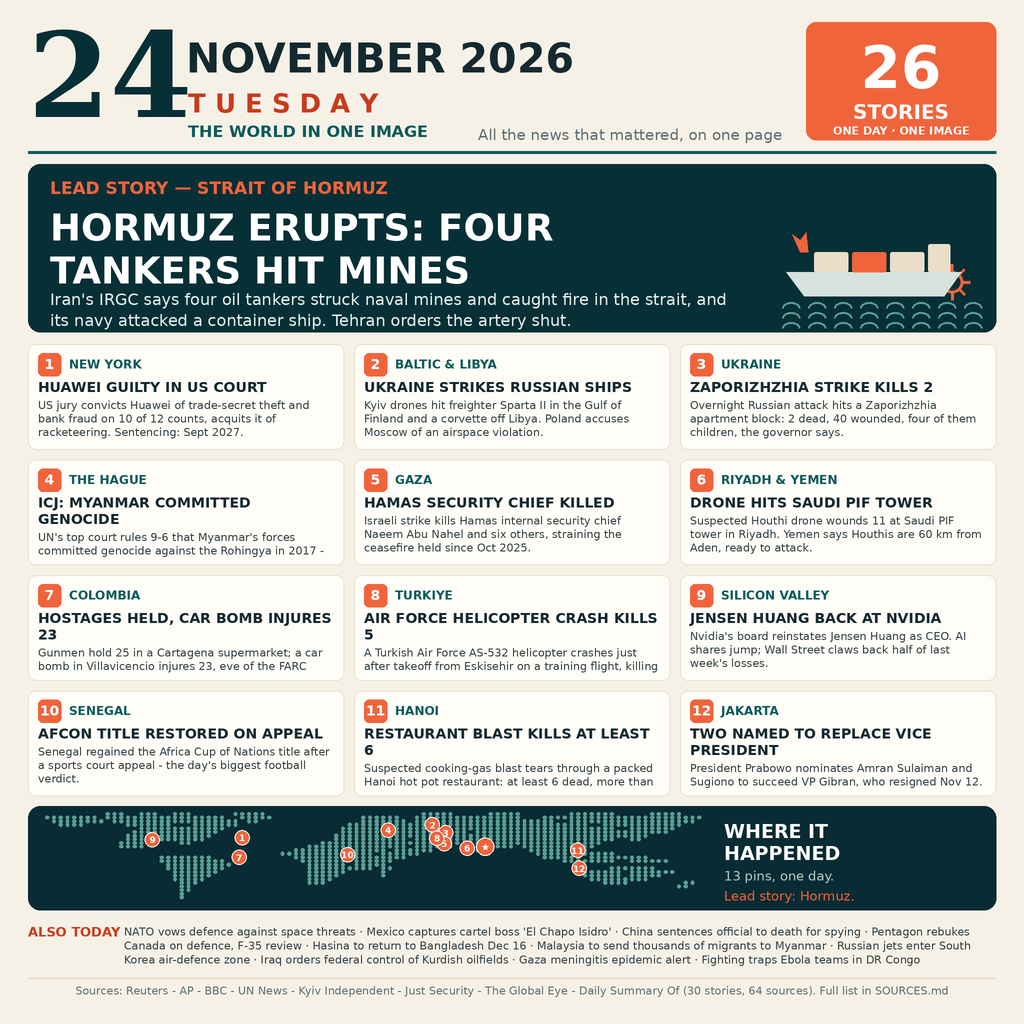 24
NOVEMBER 2026
TUESDAY
THE WORLD IN ONE IMAGE
All the news that mattered, on one page
26
STORIES
ONE DAY · ONE IMAGE
LEAD STORY — STRAIT OF HORMUZ
HORMUZ ERUPTS: FOUR
TANKERS HIT MINES
Iran's IRGC says four oil tankers struck naval mines and caught fire in the strait, and
its navy attacked a container ship. Tehran orders the artery shut.
1 NEW YORK
HUAWEI GUILTY IN US COURT
US jury convicts Huawei of trade-secret theft and
bank fraud on 10 of 12 counts, acquits it of
racketeering. Sentencing: Sept 2027.
2 BALTIC & LIBYA
UKRAINE STRIKES RUSSIAN SHIPS
Kyiv drones hit freighter Sparta II in the Gulf of
Finland and a corvette off Libya. Poland accuses
Moscow of an airspace violation.
3 UKRAINE
ZAPORIZHZHIA STRIKE KILLS 2
Overnight Russian attack hits a Zaporizhzhia
apartment block: 2 dead, 40 wounded, four of them
children, the governor says.
4 THE HAGUE
ICJ: MYANMAR COMMITTED
GENOCIDE
UN's top court rules 9-6 that Myanmar's forces
committed genocide against the Rohingya in 2017 -
5 GAZA
HAMAS SECURITY CHIEF KILLED
Israeli strike kills Hamas internal security chief
Naeem Abu Nahel and six others, straining the
ceasefire held since Oct 2025.
6 RIYADH & YEMEN
DRONE HITS SAUDI PIF TOWER
Suspected Houthi drone wounds 11 at Saudi PIF
tower in Riyadh. Yemen says Houthis are 60 km from
Aden, ready to attack.
7 COLOMBIA
HOSTAGES HELD, CAR BOMB INJURES
23
Gunmen hold 25 in a Cartagena supermarket; a car
bomb in Villavicencio injures 23, eve of the FARC
8 TURKIYE
AIR FORCE HELICOPTER CRASH KILLS
5
A Turkish Air Force AS-532 helicopter crashes just
after takeoff from Eskisehir on a training flight, killing
9 SILICON VALLEY
JENSEN HUANG BACK AT NVIDIA
Nvidia's board reinstates Jensen Huang as CEO. AI
shares jump; Wall Street claws back half of last
week's losses.
10 SENEGAL
AFCON TITLE RESTORED ON APPEAL
Senegal regained the Africa Cup of Nations title after
a sports court appeal - the day's biggest football
verdict.
11 HANOI
RESTAURANT BLAST KILLS AT LEAST
6
Suspected cooking-gas blast tears through a packed
Hanoi hot pot restaurant: at least 6 dead, more than
12 JAKARTA
TWO NAMED TO REPLACE VICE
PRESIDENT
President Prabowo nominates Amran Sulaiman and
Sugiono to succeed VP Gibran, who resigned Nov 12.
9
1
7
10
4
2
3
8
5
6
★
11
12
WHERE IT
HAPPENED
13 pins, one day.
Lead story: Hormuz.
ALSO TODAY NATO vows defence against space threats · Mexico captures cartel boss 'El Chapo Isidro' · China sentences official to death for spying · Pentagon rebukes
Canada on defence, F-35 review · Hasina to return to Bangladesh Dec 16 · Malaysia to send thousands of migrants to Myanmar · Russian jets enter South
Korea air-defence zone · Iraq orders federal control of Kurdish oilfields · Gaza meningitis epidemic alert · Fighting traps Ebola teams in DR Congo
Sources: Reuters - AP - BBC - UN News - Kyiv Independent - Just Security - The Global Eye - Daily Summary Of (30 stories, 64 sources). Full list in SOURCES.md